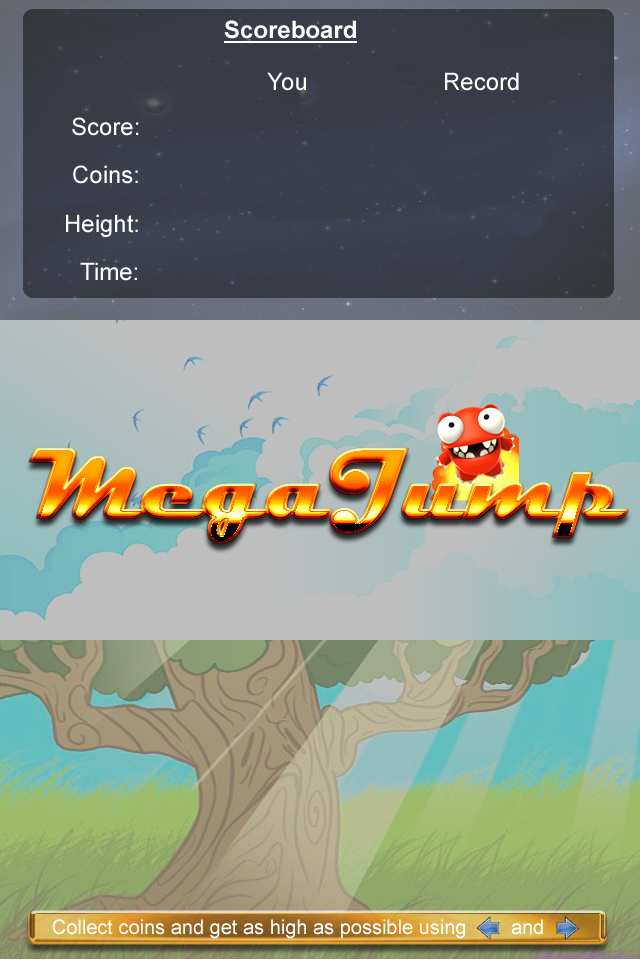 Scoreboard
You Record
Score:
Coins:
Height:
Time:
MegaJump
Collect coins and get as high as possible using and